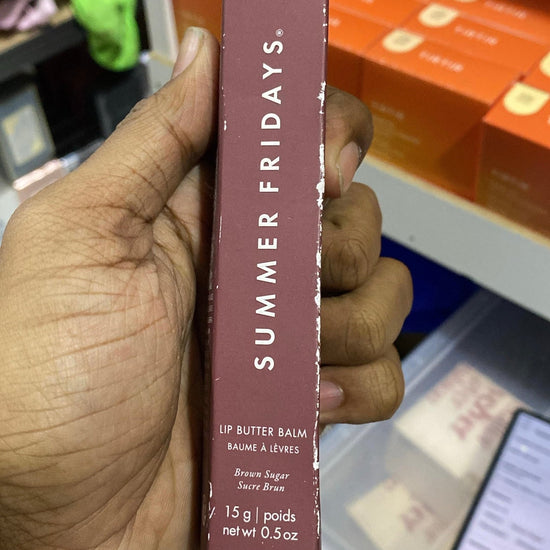 SUMMER FRIDAYS®
LIP BUTTER BALM
BAUME À LÈVRES
Brown Sugar
Sucre Brun
15 g | poids
net wt 0.5 oz